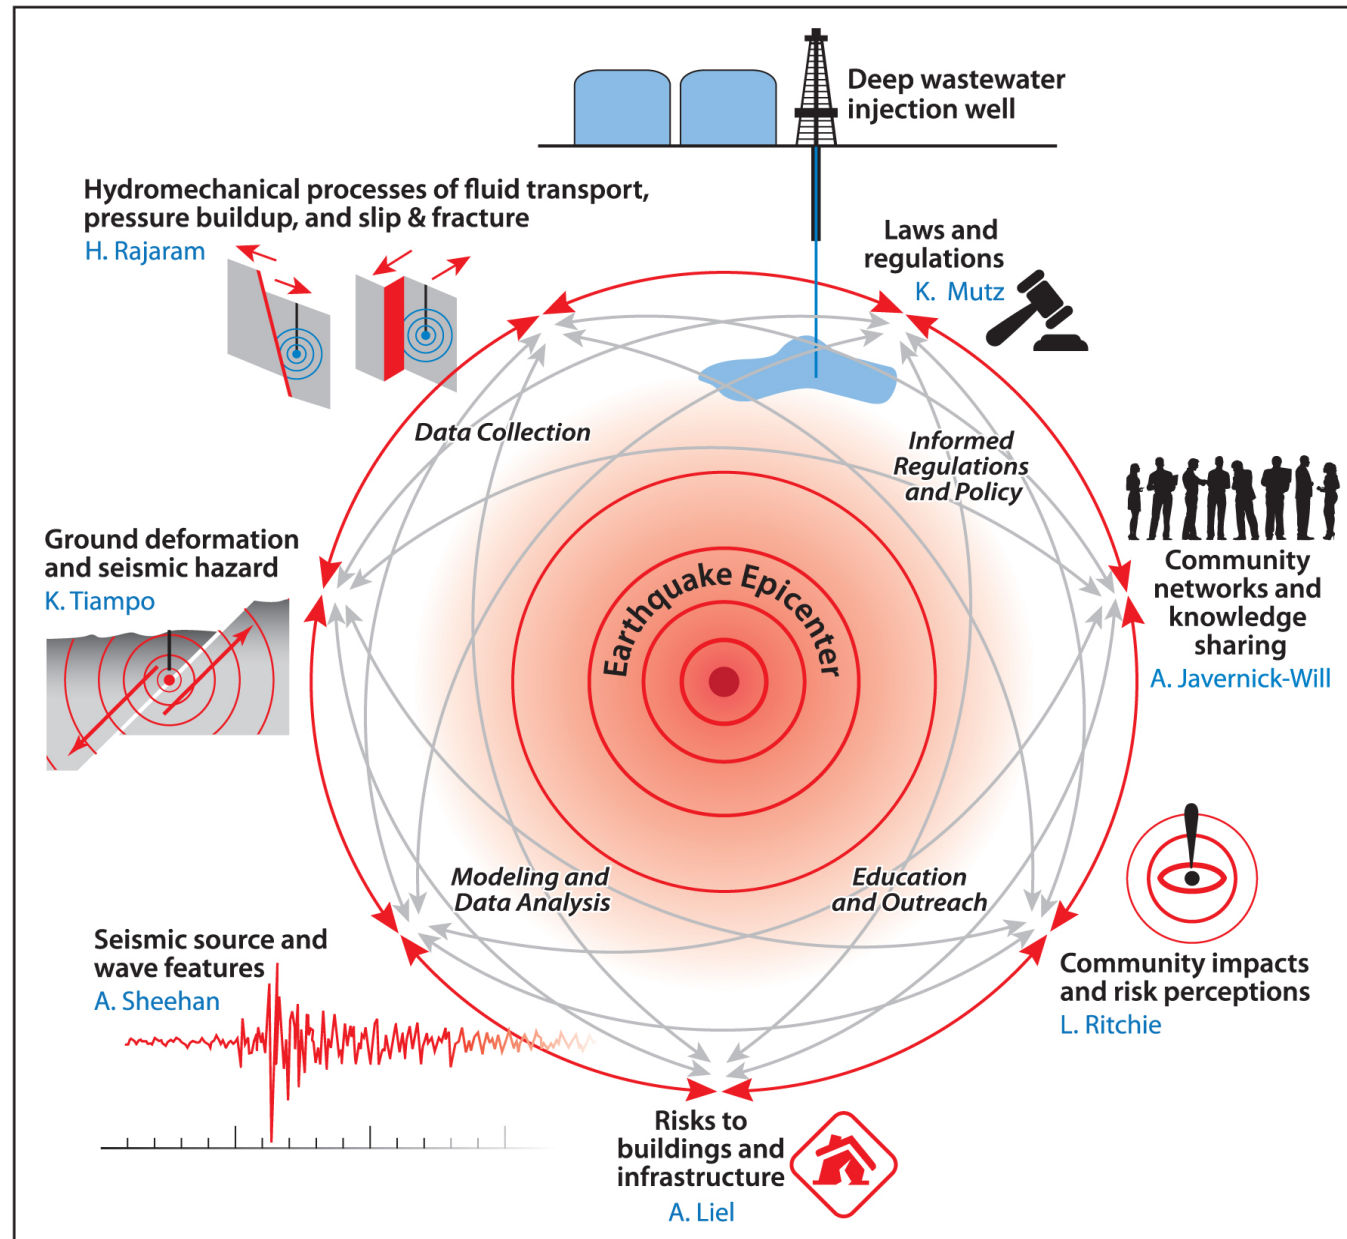 Deep wastewater
injection well
Hydromechanical processes of fluid transport,
pressure buildup, and slip & fracture
H. Rajaram
Laws and
regulations
K. Mutz
Data Collection
Informed
Regulations
and Policy
Ground deformation
and seismic hazard
K. Tiampo
Earthquake Epicenter
Community
networks and
knowledge
sharing
A. Javernick-Will
Modeling and
Data Analysis
Education
and Outreach
Seismic source and
wave features
A. Sheehan
Community impacts
and risk perceptions
L. Ritchie
Risks to
buildings and
infrastructure
A. Liel